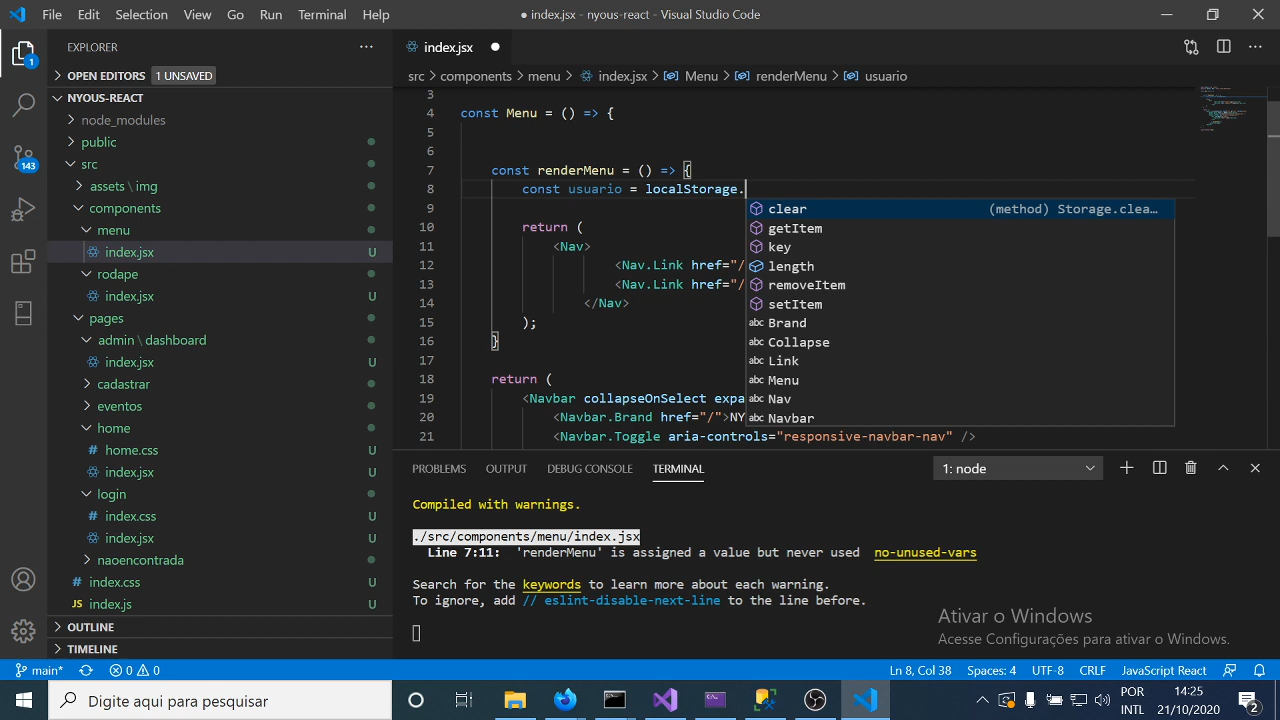 File Edit Selection View Go Run Terminal Help
● index.jsx - nyous-react - Visual Studio Code
EXPLORER
OPEN EDITORS 1 UNSAVED
NYOUS-REACT
node_modules
public
src
assets \ img
components
menu
index.jsx U
rodape
index.jsx U
pages
admin \ dashboard
index.jsx U
cadastrar
eventos
home
home.css U
index.jsx U
login
index.css U
index.jsx U
naoencontrada
index.css U
JS index.js U
OUTLINE
TIMELINE
1
143
index.jsx ●
src > components > menu > index.jsx > Menu > renderMenu > usuario
3
4 const Menu = () => {
5
6
7 const renderMenu = () => {
8 const usuario = localStorage.
9
10 return (
11 <Nav>
12 <Nav.Link href="/
13 <Nav.Link href="/
14 </Nav>
15 );
16 }
17
18 return (
19 <Navbar collapseOnSelect expa
20 <Navbar.Brand href="/">NY
21 <Navbar.Toggle aria-controls="responsive-navbar-nav" />
clear (method) Storage.clea…
getItem
key
length
removeItem
setItem
abc Brand
abc Collapse
abc Link
abc Menu
abc Nav
abc Navbar
PROBLEMS OUTPUT DEBUG CONSOLE TERMINAL
1: node
Compiled with warnings.
./src/components/menu/index.jsx
Line 7:11: 'renderMenu' is assigned a value but never used no-unused-vars
Search for the keywords to learn more about each warning.
To ignore, add // eslint-disable-next-line to the line before.
Ativar o Windows
Acesse Configurações para ativar o Windows.
main* 0 0
Ln 8, Col 38 Spaces: 4 UTF-8 CRLF JavaScript React
Digite aqui para pesquisar
POR
INTL
14:25
21/10/2020
2